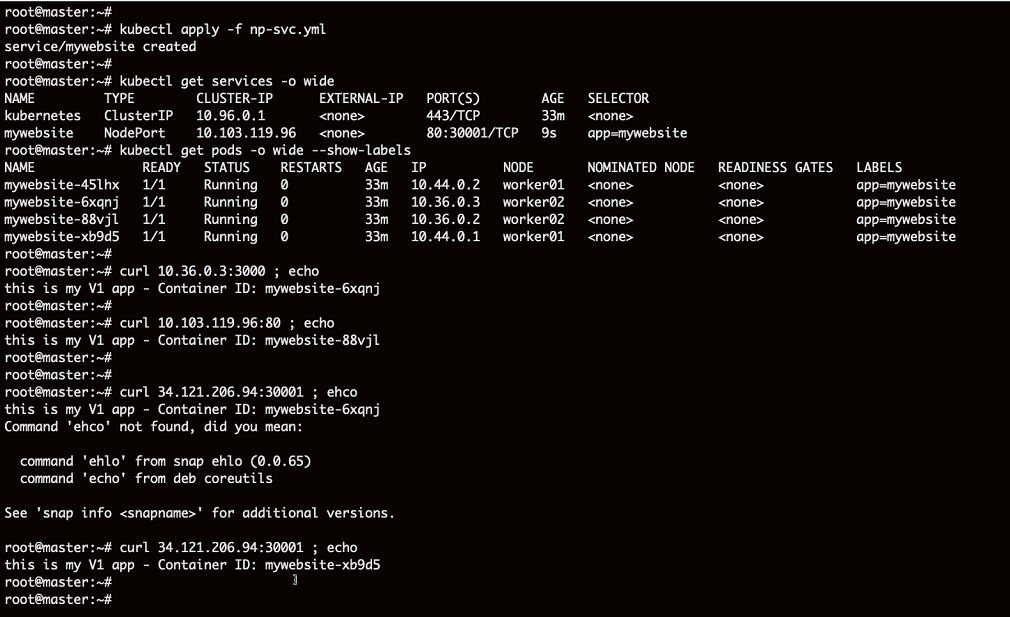 root@master:~#
root@master:~# kubectl apply -f np-svc.yml
service/mywebsite created
root@master:~#
root@master:~# kubectl get services -o wide
NAME TYPE CLUSTER-IP EXTERNAL-IP PORT(S) AGE SELECTOR
kubernetes ClusterIP 10.96.0.1 <none> 443/TCP 33m <none>
mywebsite NodePort 10.103.119.96 <none> 80:30001/TCP 9s app=mywebsite
root@master:~# kubectl get pods -o wide --show-labels
NAME READY STATUS RESTARTS AGE IP NODE NOMINATED NODE READINESS GATES LABELS
mywebsite-45lhx 1/1 Running 0 33m 10.44.0.2 worker01 <none> <none> app=mywebsite
mywebsite-6xqnj 1/1 Running 0 33m 10.36.0.3 worker02 <none> <none> app=mywebsite
mywebsite-88vjl 1/1 Running 0 33m 10.36.0.2 worker02 <none> <none> app=mywebsite
mywebsite-xb9d5 1/1 Running 0 33m 10.44.0.1 worker01 <none> <none> app=mywebsite
root@master:~#
root@master:~# curl 10.36.0.3:3000 ; echo
this is my V1 app - Container ID: mywebsite-6xqnj
root@master:~#
root@master:~# curl 10.103.119.96:80 ; echo
this is my V1 app - Container ID: mywebsite-88vjl
root@master:~#
root@master:~#
root@master:~# curl 34.121.206.94:30001 ; ehco
this is my V1 app - Container ID: mywebsite-6xqnj
Command 'ehco' not found, did you mean:
command 'ehlo' from snap ehlo (0.0.65)
command 'echo' from deb coreutils
See 'snap info <snapname>' for additional versions.
root@master:~# curl 34.121.206.94:30001 ; echo
this is my V1 app - Container ID: mywebsite-xb9d5
root@master:~#
root@master:~#